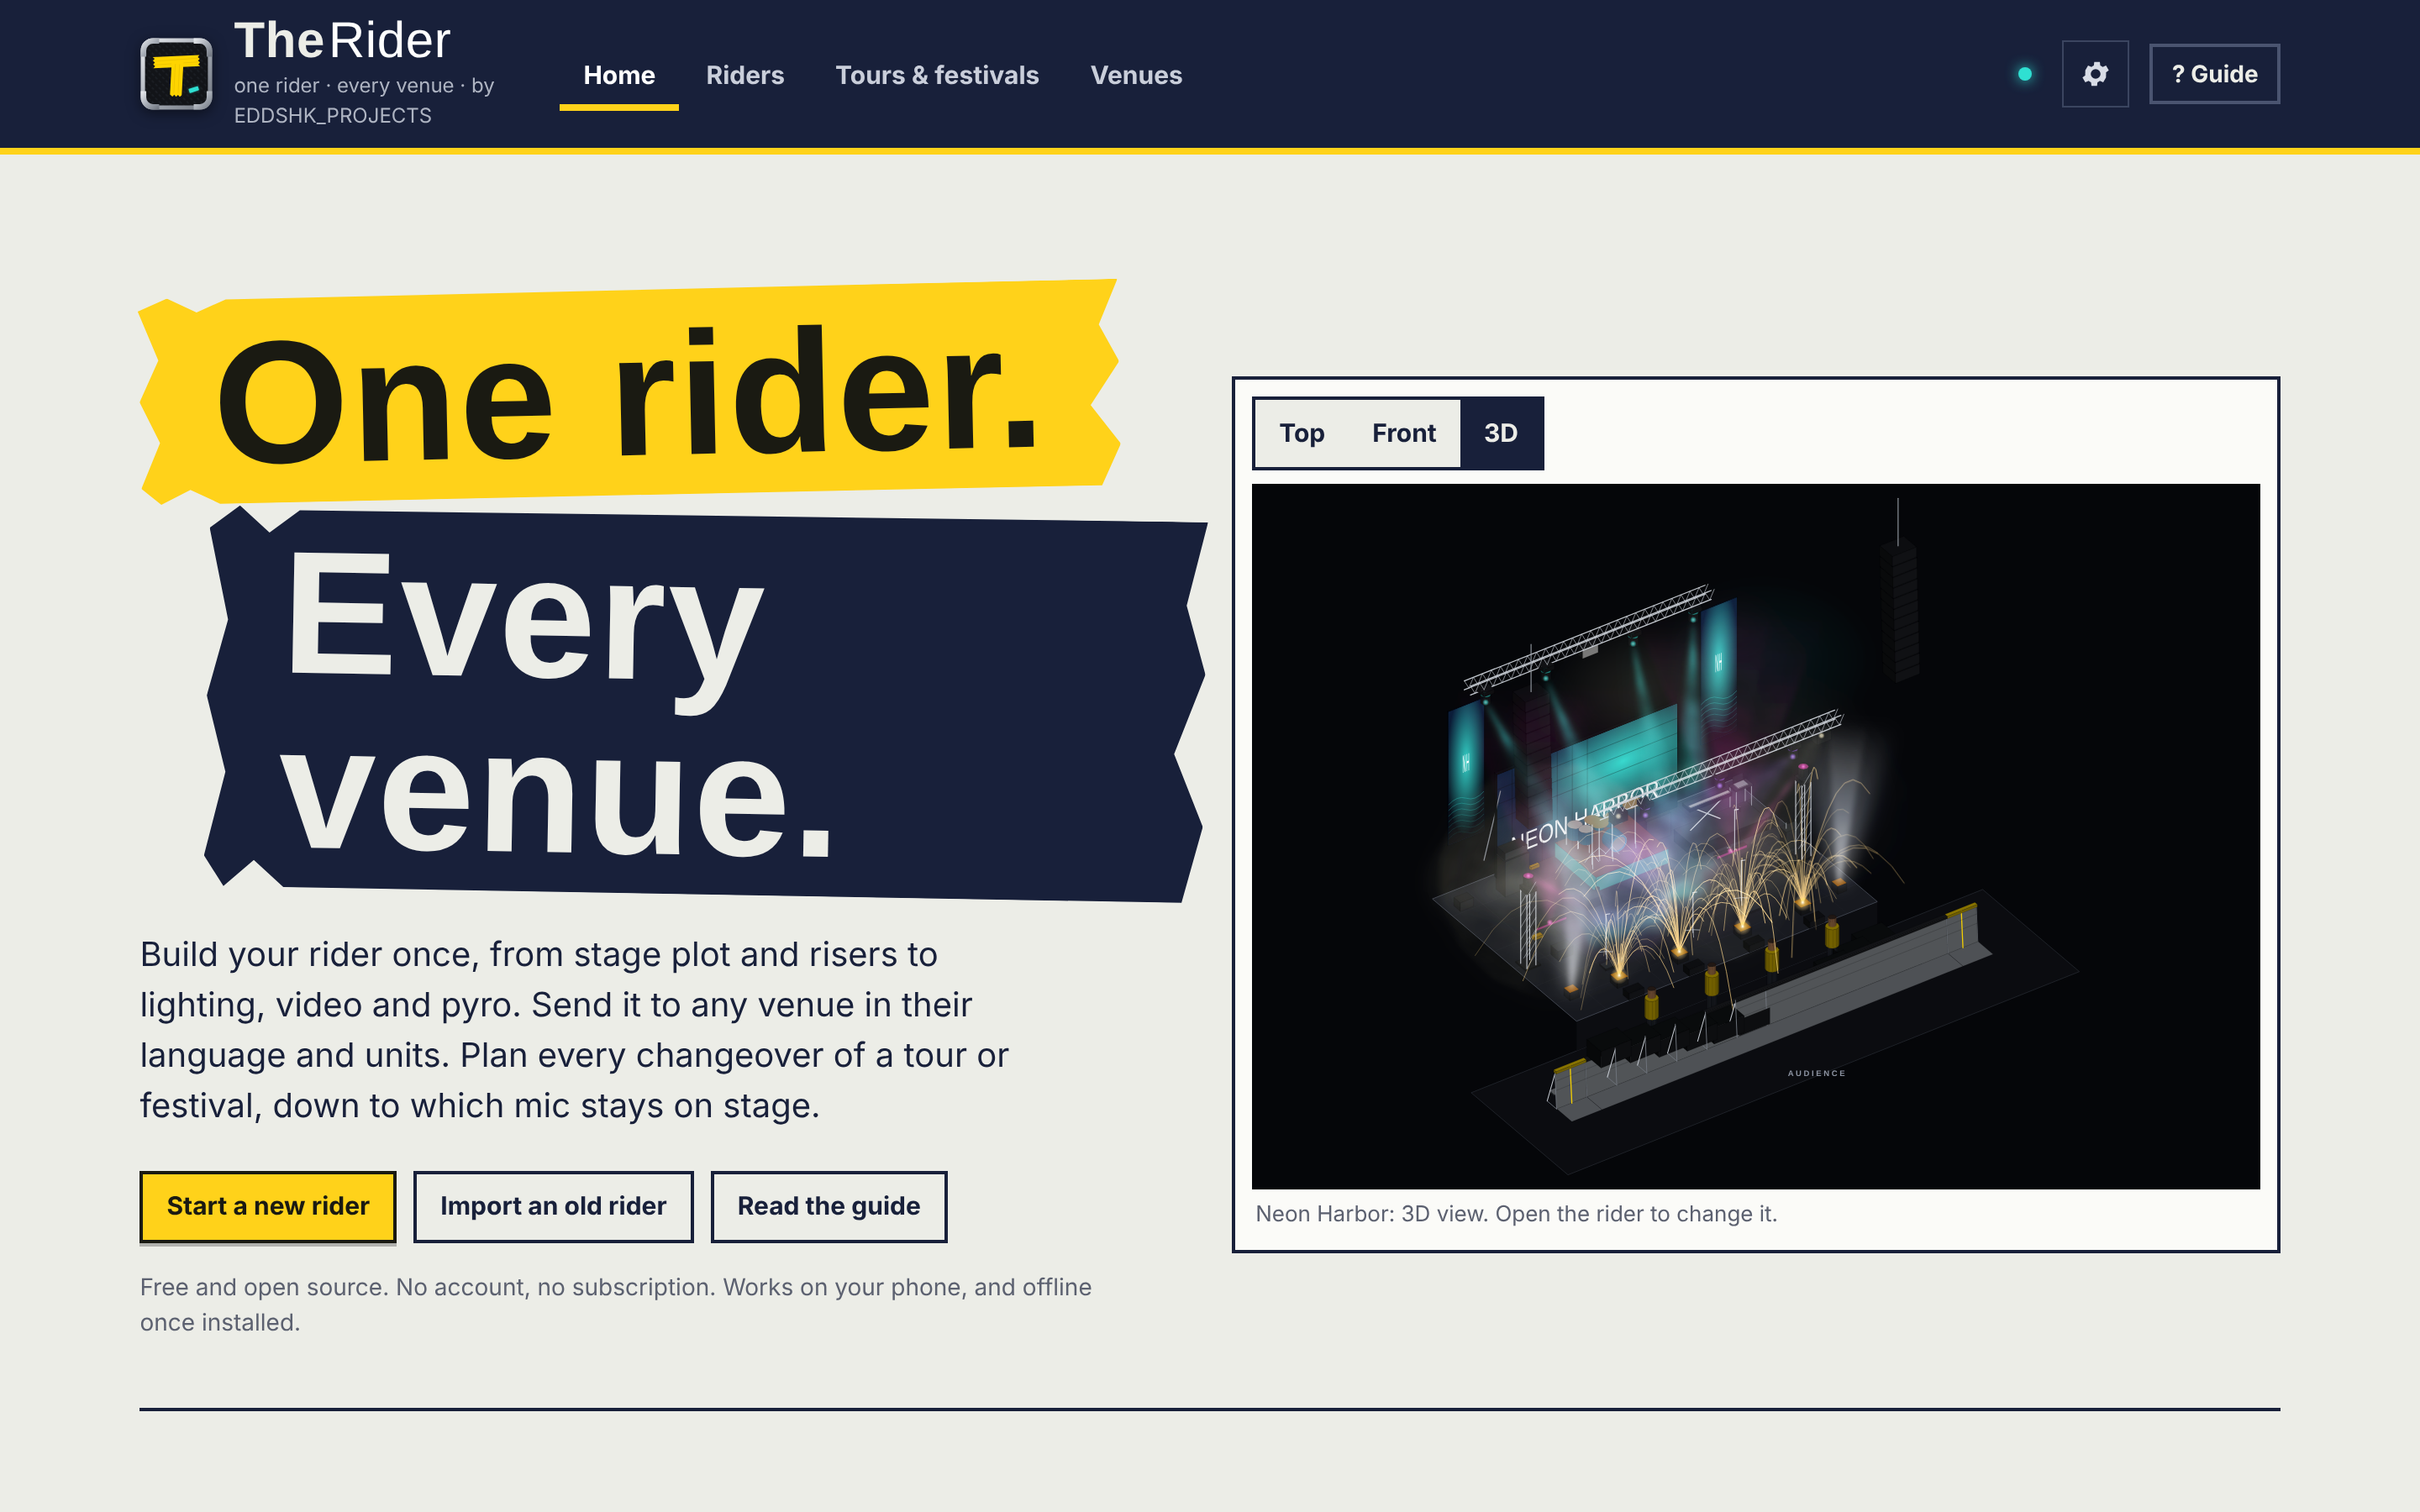 TheRider
one rider · every venue · by
EDDSHK_PROJECTS
Home
Riders
Tours & festivals
Venues
? Guide
One rider.
Every
venue.
Build your rider once, from stage plot and risers to
lighting, video and pyro. Send it to any venue in their
language and units. Plan every changeover of a tour or
festival, down to which mic stays on stage.
Start a new rider
Import an old rider
Read the guide
Free and open source. No account, no subscription. Works on your phone, and offline
once installed.
Top
Front
3D
NH
NH
NEON HARBOR
AUDIENCE
Neon Harbor: 3D view. Open the rider to change it.